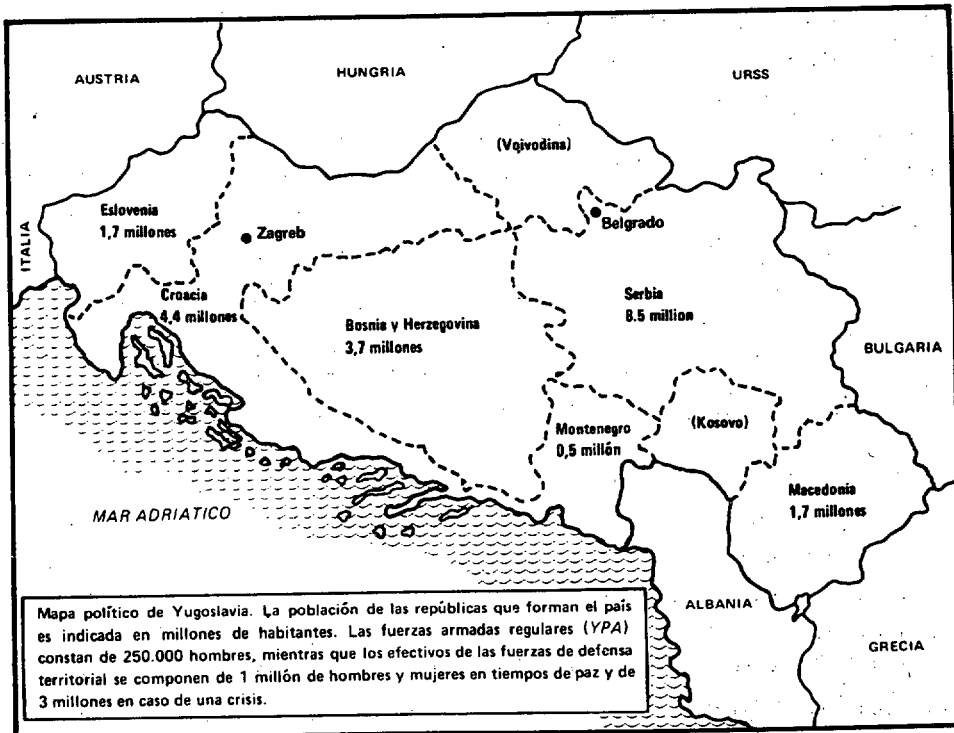 AUSTRIA
HUNGRIA
URSS
(Vojvodina)
Eslovenia
1,7 millones
Zagreb
Belgrado
ITALIA
Croacia
4,4 millones
Bosnia y Herzegovina
3,7 millones
Serbia
8.5 million
BULGARIA
Montenegro
0,5 millón
(Kosovo)
Macedonia
1,7 millones
MAR ADRIATICO
ALBANIA
GRECIA
Mapa político de Yugoslavia. La población de las repúblicas que forman el país
es indicada en millones de habitantes. Las fuerzas armadas regulares (YPA)
constan de 250.000 hombres, mientras que los efectivos de las fuerzas de defensa
territorial se componen de 1 millón de hombres y mujeres en tiempos de paz y de
3 millones en caso de una crisis.